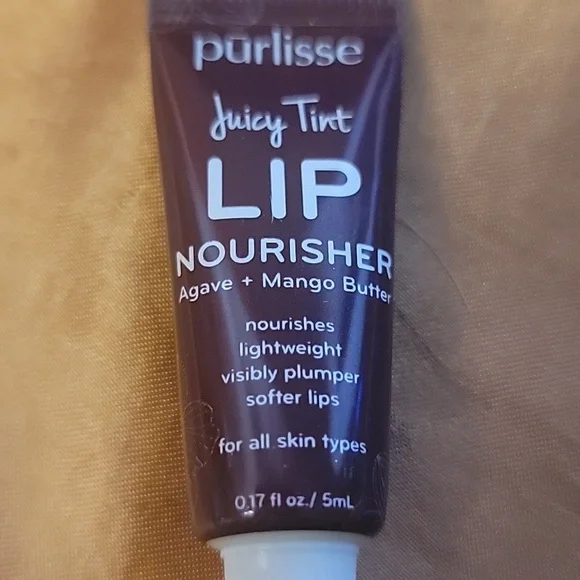 pūrlisse
Juicy Tint
LIP
NOURISHER
Agave + Mango Butter
nourishes
lightweight
visibly plumper
softer lips
for all skin types
0.17 fl oz./ 5mL